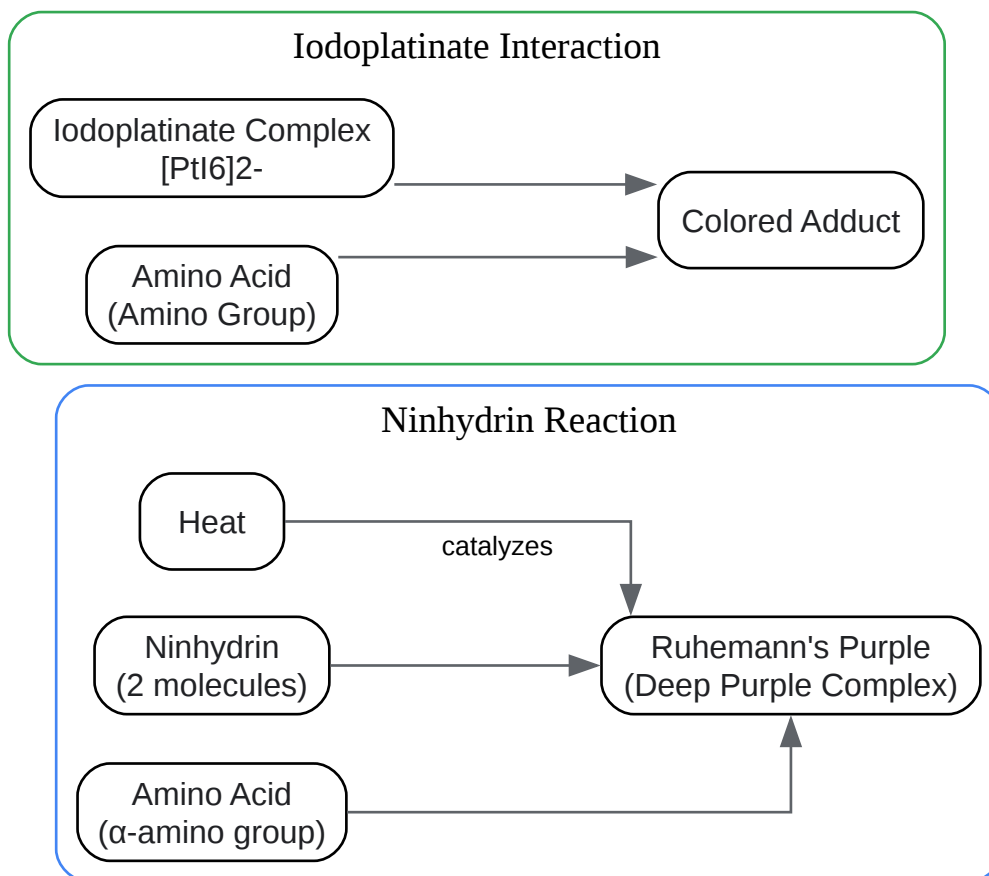 Iodoplatinate Interaction
Iodoplatinate Complex
[PtI6]2-
Colored Adduct
Amino Acid
(Amino Group)
Ninhydrin Reaction
Heat
catalyzes
Ninhydrin
(2 molecules)
Ruhemann's Purple
(Deep Purple Complex)
Amino Acid
(α-amino group)